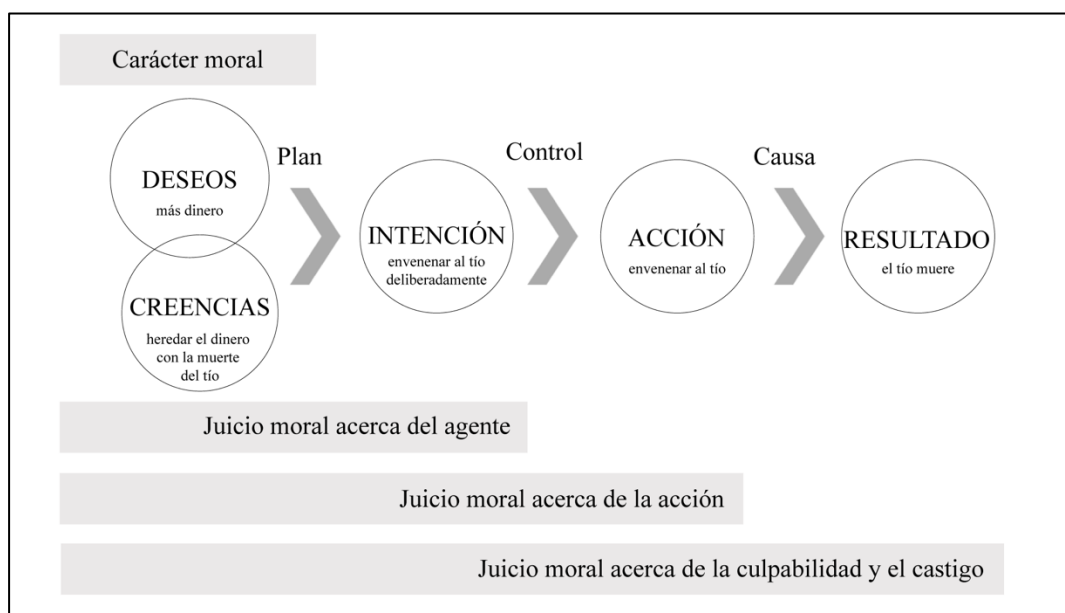 Carácter moral
Plan
Control
Causa
DESEOS
más dinero
CREENCIAS
heredar el dinero
con la muerte
del tío
INTENCIÓN
envenenar al tío
deliberadamente
ACCIÓN
envenenar al tío
RESULTADO
el tío muere
Juicio moral acerca del agente
Juicio moral acerca de la acción
Juicio moral acerca de la culpabilidad y el castigo